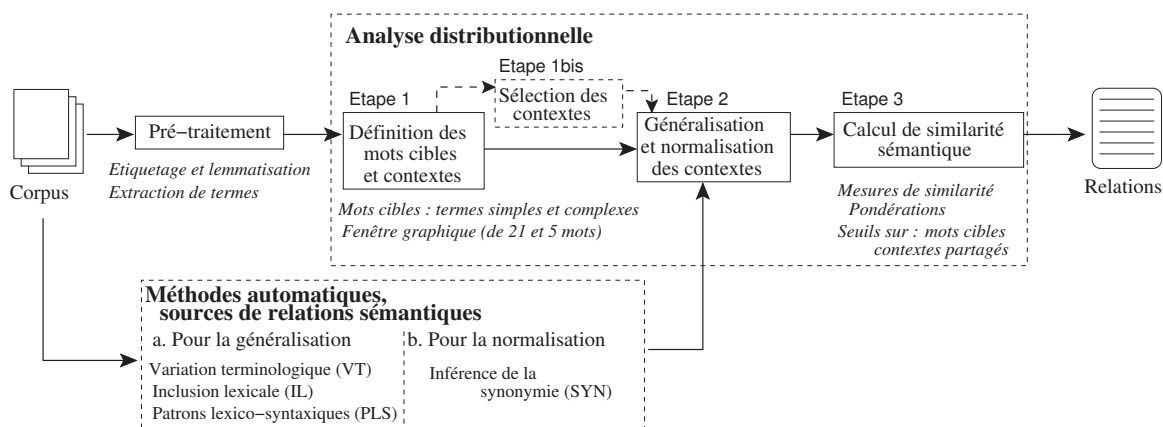 Analyse distributionnelle
Etape 1bis
Sélection des
contextes
Etape 1
Définition des
mots cibles
et contextes
Etape 2
Généralisation
et normalisation
des contextes
Etape 3
Calcul de similarité
sémantique
Pré−traitement
Corpus
Relations
Etiquetage et lemmatisation
Extraction de termes
Mots cibles : termes simples et complexes
Fenêtre graphique (de 21 et 5 mots)
Mesures de similarité
Pondérations
Seuils sur : mots cibles
contextes partagés
Méthodes automatiques,
sources de relations sémantiques
a. Pour la généralisation
Variation terminologique (VT)
Inclusion lexicale (IL)
Patrons lexico−syntaxiques (PLS)
b. Pour la normalisation
Inférence de la
synonymie (SYN)